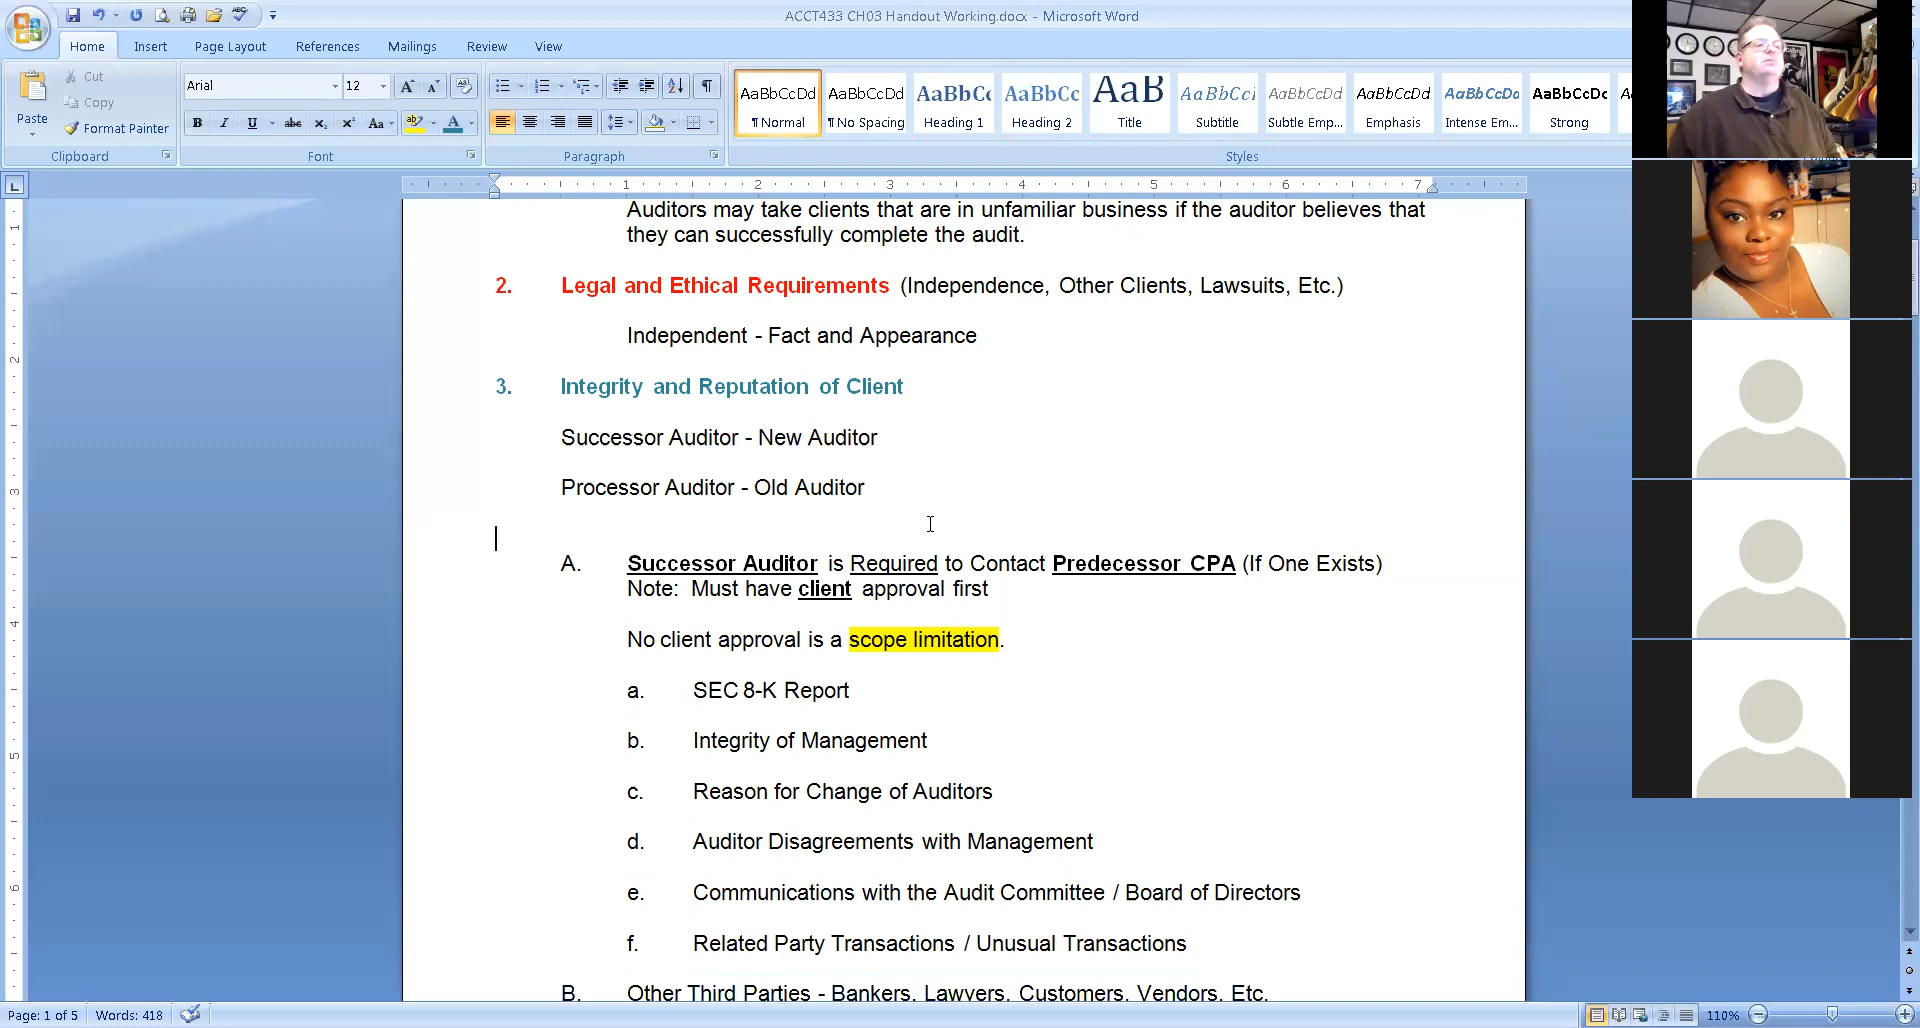 ACCT433 CH03 Handout Working.docx - Microsoft Word
Home Insert Page Layout References Mailings Review View
Paste
Cut
Copy
Format Painter
Clipboard
Arial 12
Font
Paragraph
AaBbCcDd AaBbCcDd AaBbCc AaBbCc AaB AaBbCcI AaBbCcDd AaBbCcDd AaBbCcDd AaBbCcDc
¶ Normal ¶ No Spacing Heading 1 Heading 2 Title Subtitle Subtle Emp... Emphasis Intense Em... Strong
Styles
1 2 3 4 5 6 7
Auditors may take clients that are in unfamiliar business if the auditor believes that
they can successfully complete the audit.
2. Legal and Ethical Requirements (Independence, Other Clients, Lawsuits, Etc.)
Independent - Fact and Appearance
3. Integrity and Reputation of Client
Successor Auditor - New Auditor
Processor Auditor - Old Auditor
A. Successor Auditor is Required to Contact Predecessor CPA (If One Exists)
Note: Must have client approval first
No client approval is a scope limitation.
a. SEC 8-K Report
b. Integrity of Management
c. Reason for Change of Auditors
d. Auditor Disagreements with Management
e. Communications with the Audit Committee / Board of Directors
f. Related Party Transactions / Unusual Transactions
B. Other Third Parties - Bankers, Lawyers, Customers, Vendors, Etc.
Page: 1 of 5 Words: 418 110%